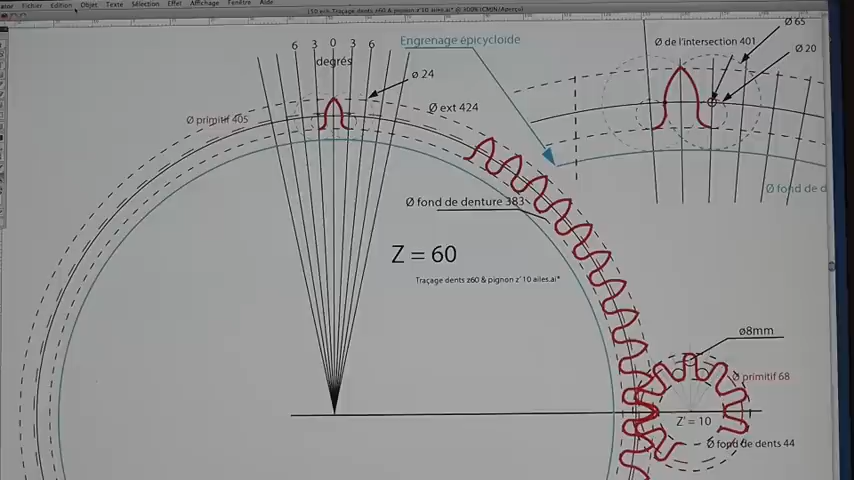 Fichier Edition Objet Texte Sélection Effet Affichage Fenêtre Aide
Ø 65
Engrenage épicycloïde
Ø de l'intersection 401
6 3 0 3 6
Ø 20
degrés
ø 24
Ø ext 424
Ø primitif 405
Ø fond de d
Ø fond de denture 383
Z = 60
Traçage dents z60 & pignon z'10 ailes.ai*
ø8mm
Ø primitif 68
Z' = 10
Ø fond de dents 44